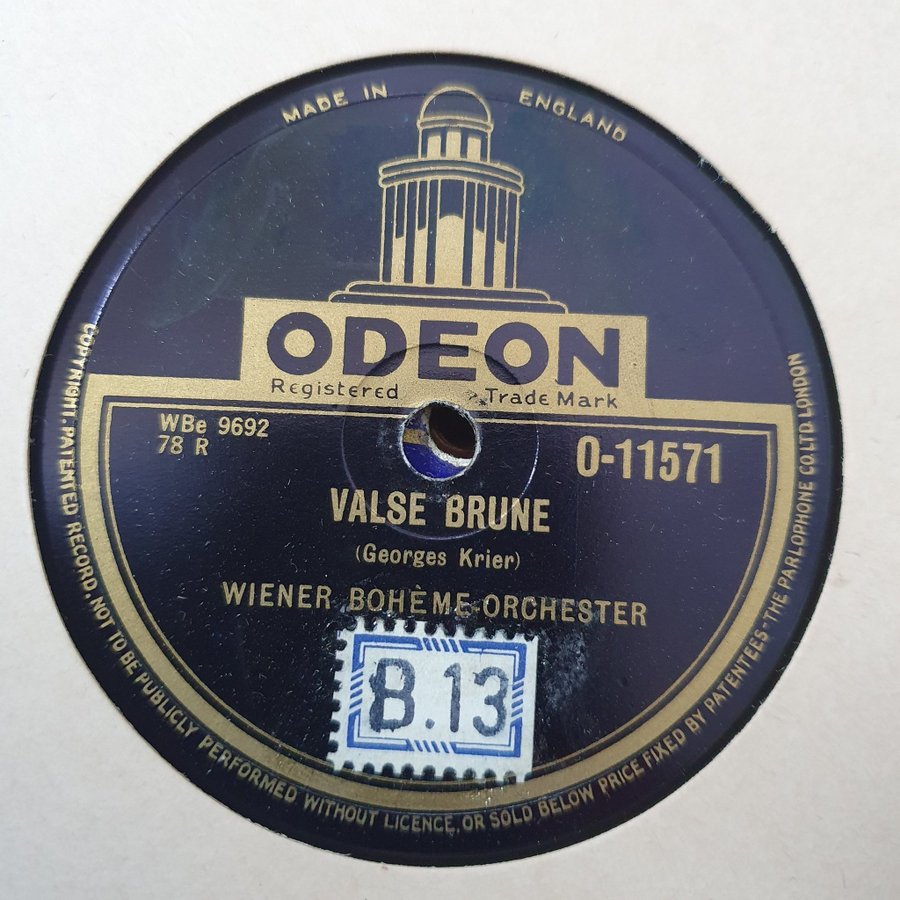 MADE IN ENGLAND
ODEON
Registered Trade Mark
WBe 9692
78 R
O-11571
VALSE BRUNE
(Georges Krier)
WIENER BOHÈME-ORCHESTER
B.13
COPYRIGHT. PATENTED RECORD, NOT TO BE PUBLICLY PERFORMED WITHOUT LICENCE, OR SOLD BELOW PRICE FIXED BY PATENTEES-THE PARLOPHONE CO. LTD LONDON